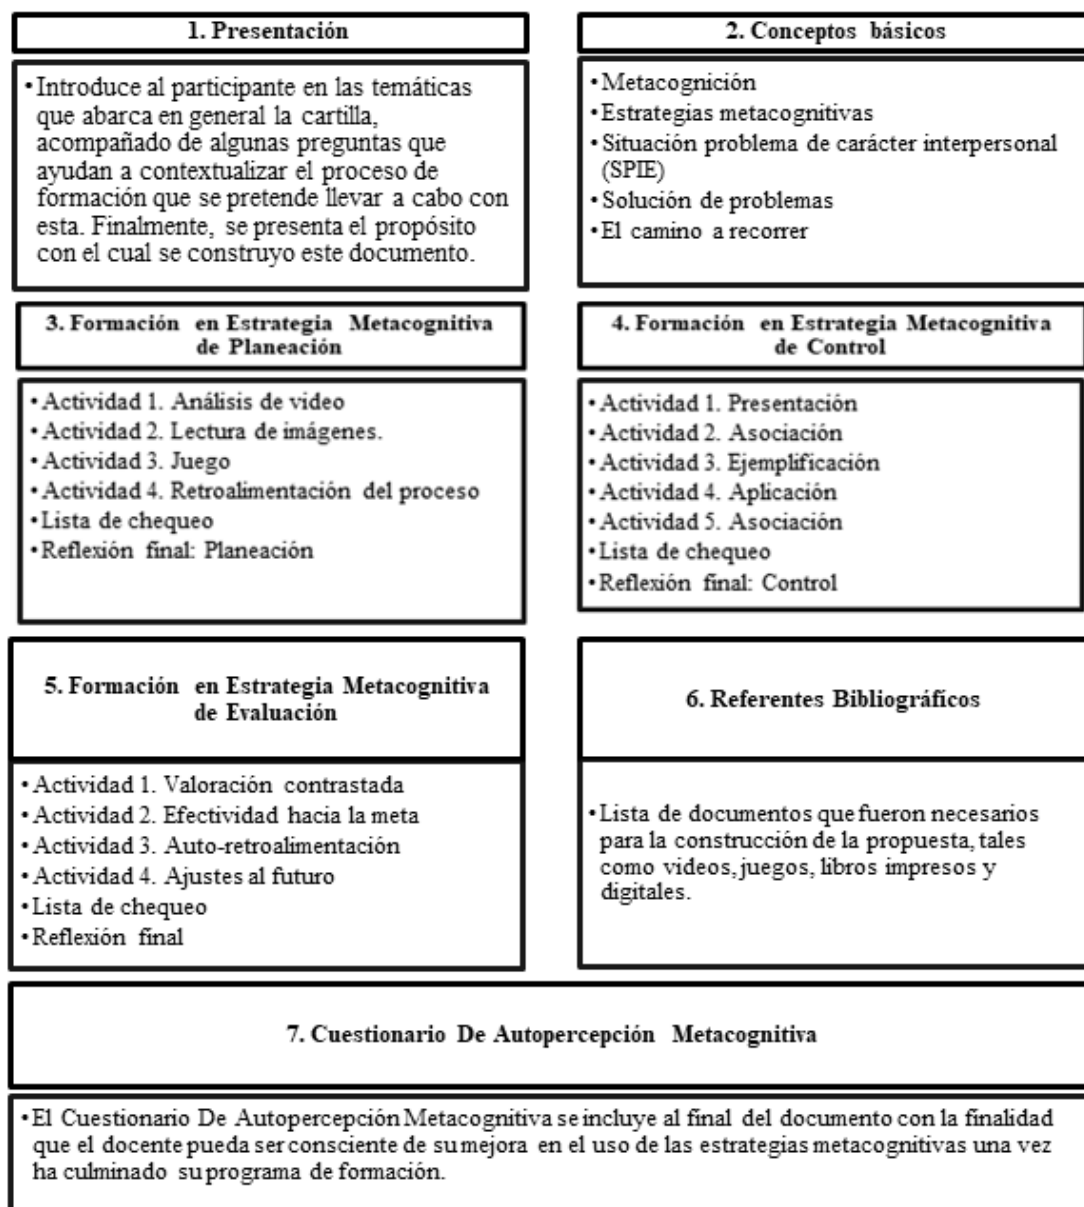 1. Presentación
• Introduce al participante en las temáticas
que abarca en general la cartilla,
acompañado de algunas preguntas que
ayudan a contextualizar el proceso de
formación que se pretende llevar a cabo con
esta. Finalmente, se presenta el propósito
con el cual se construyo este documento.
2. Conceptos básicos
• Metacognición
• Estrategias metacognitivas
• Situación problema de carácter interpersonal
(SPIE)
• Solución de problemas
• El camino a recorrer
3. Formación en Estrategia Metacognitiva
de Planeación
• Actividad 1. Análisis de video
• Actividad 2. Lectura de imágenes.
• Actividad 3. Juego
• Actividad 4. Retroalimentación del proceso
• Lista de chequeo
• Reflexión final: Planeación
4. Formación en Estrategia Metacognitiva
de Control
• Actividad 1. Presentación
• Actividad 2. Asociación
• Actividad 3. Ejemplificación
• Actividad 4. Aplicación
• Actividad 5. Asociación
• Lista de chequeo
• Reflexión final: Control
5. Formación en Estrategia Metacognitiva
de Evaluación
• Actividad 1. Valoración contrastada
• Actividad 2. Efectividad hacia la meta
• Actividad 3. Auto-retroalimentación
• Actividad 4. Ajustes al futuro
• Lista de chequeo
• Reflexión final
6. Referentes Bibliográficos
• Lista de documentos que fueron necesarios
para la construcción de la propuesta, tales
como videos, juegos, libros impresos y
digitales.
7. Cuestionario De Autopercepción Metacognitiva
• El Cuestionario De Autopercepción Metacognitiva se incluye al final del documento con la finalidad
que el docente pueda ser consciente de su mejora en el uso de las estrategias metacognitivas una vez
ha culminado su programa de formación.